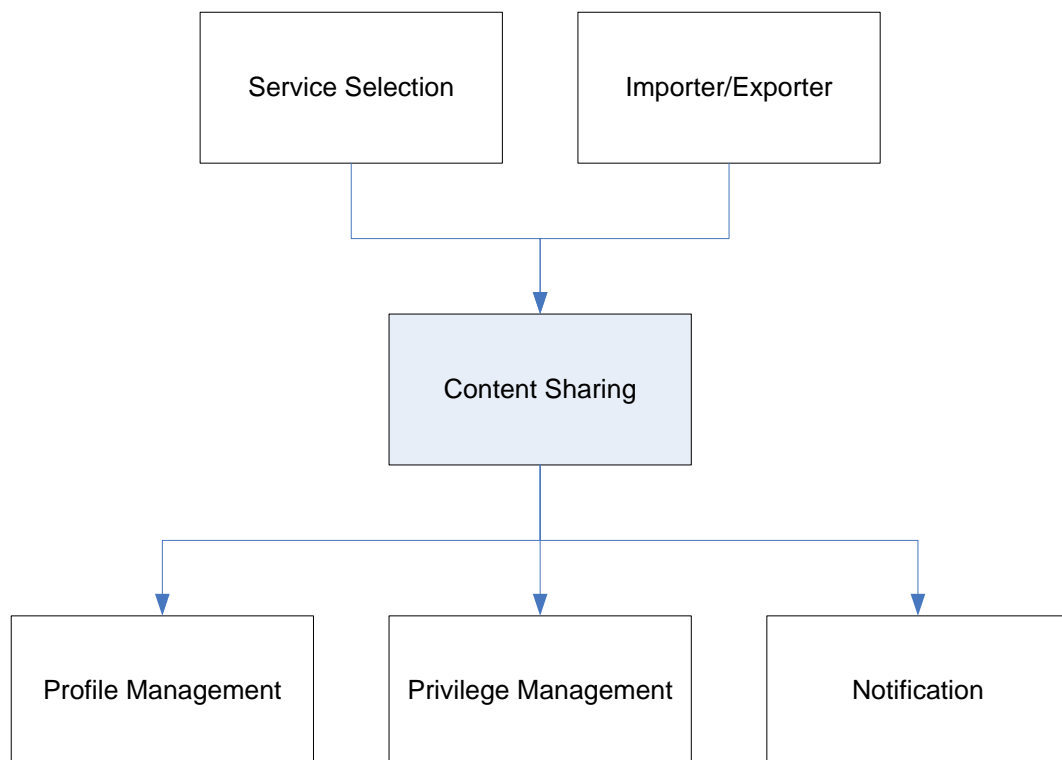 Service Selection
Importer/Exporter
Content Sharing
Profile Management
Privilege Management
Notification